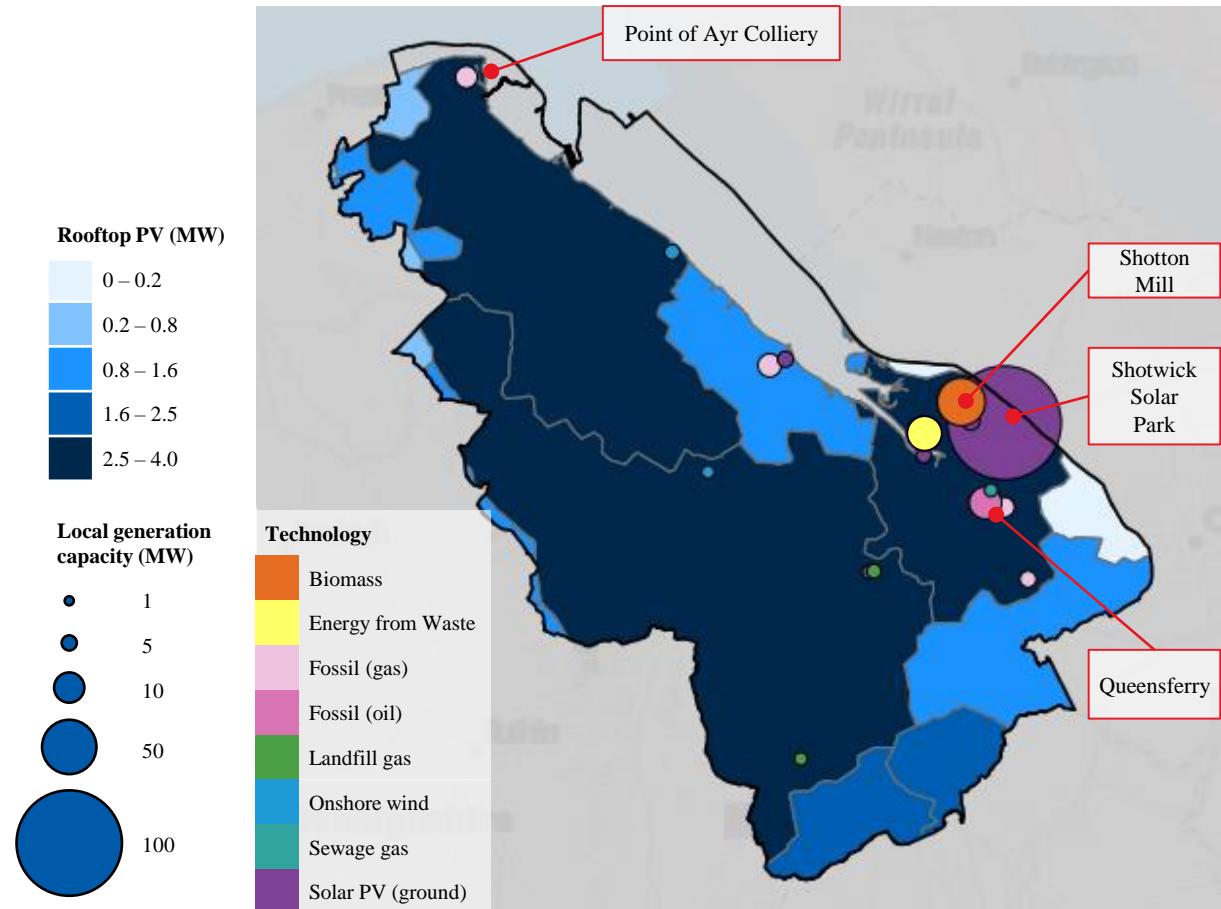 Point of Ayr Colliery
Wirral
Peninsula
Shotton
Mill
Shotwick
Solar
Park
Queensferry
Rooftop PV (MW)
0 – 0.2
0.2 – 0.8
0.8 – 1.6
1.6 – 2.5
2.5 – 4.0
Local generation
capacity (MW)
1
5
10
50
100
Technology
Biomass
Energy from Waste
Fossil (gas)
Fossil (oil)
Landfill gas
Onshore wind
Sewage gas
Solar PV (ground)